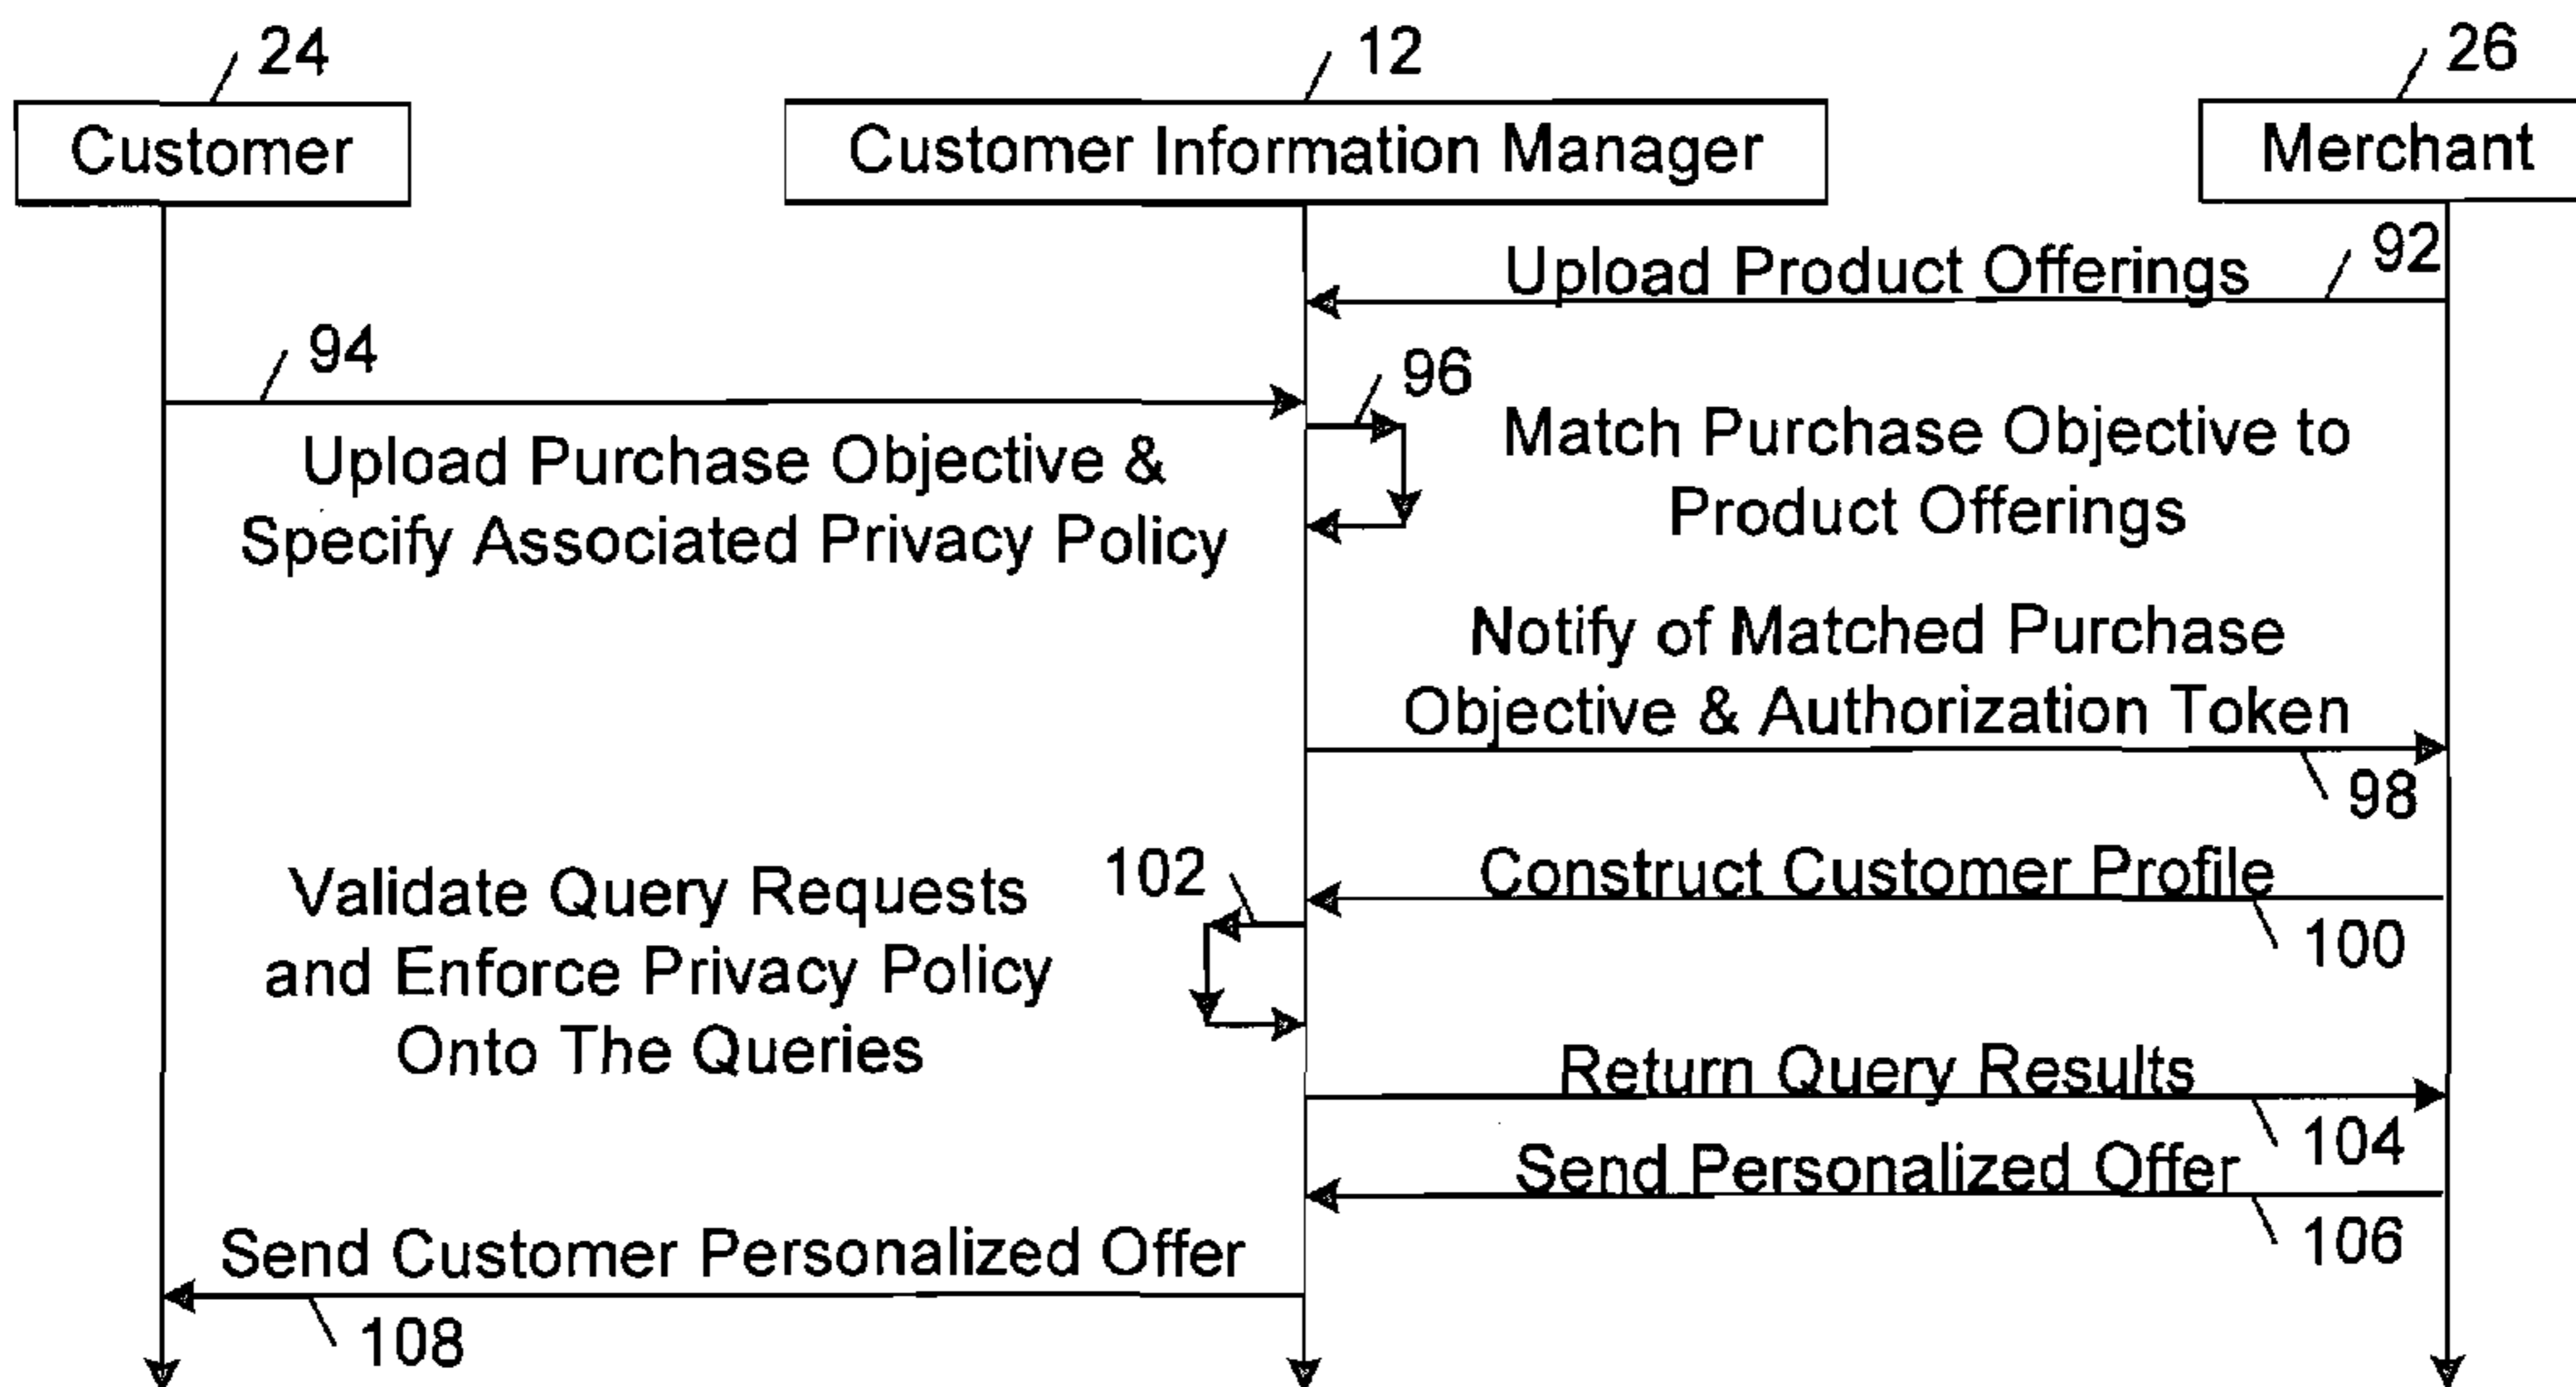 24
12
26
Customer
Customer Information Manager
Merchant
92
Upload Product Offerings
94
96
Upload Purchase Objective &
Specify Associated Privacy Policy
Match Purchase Objective to
Product Offerings
Notify of Matched Purchase
Objective & Authorization Token
98
Construct Customer Profile
100
102
Validate Query Requests
and Enforce Privacy Policy
Onto The Queries
Return Query Results
104
Send Personalized Offer
106
Send Customer Personalized Offer
108